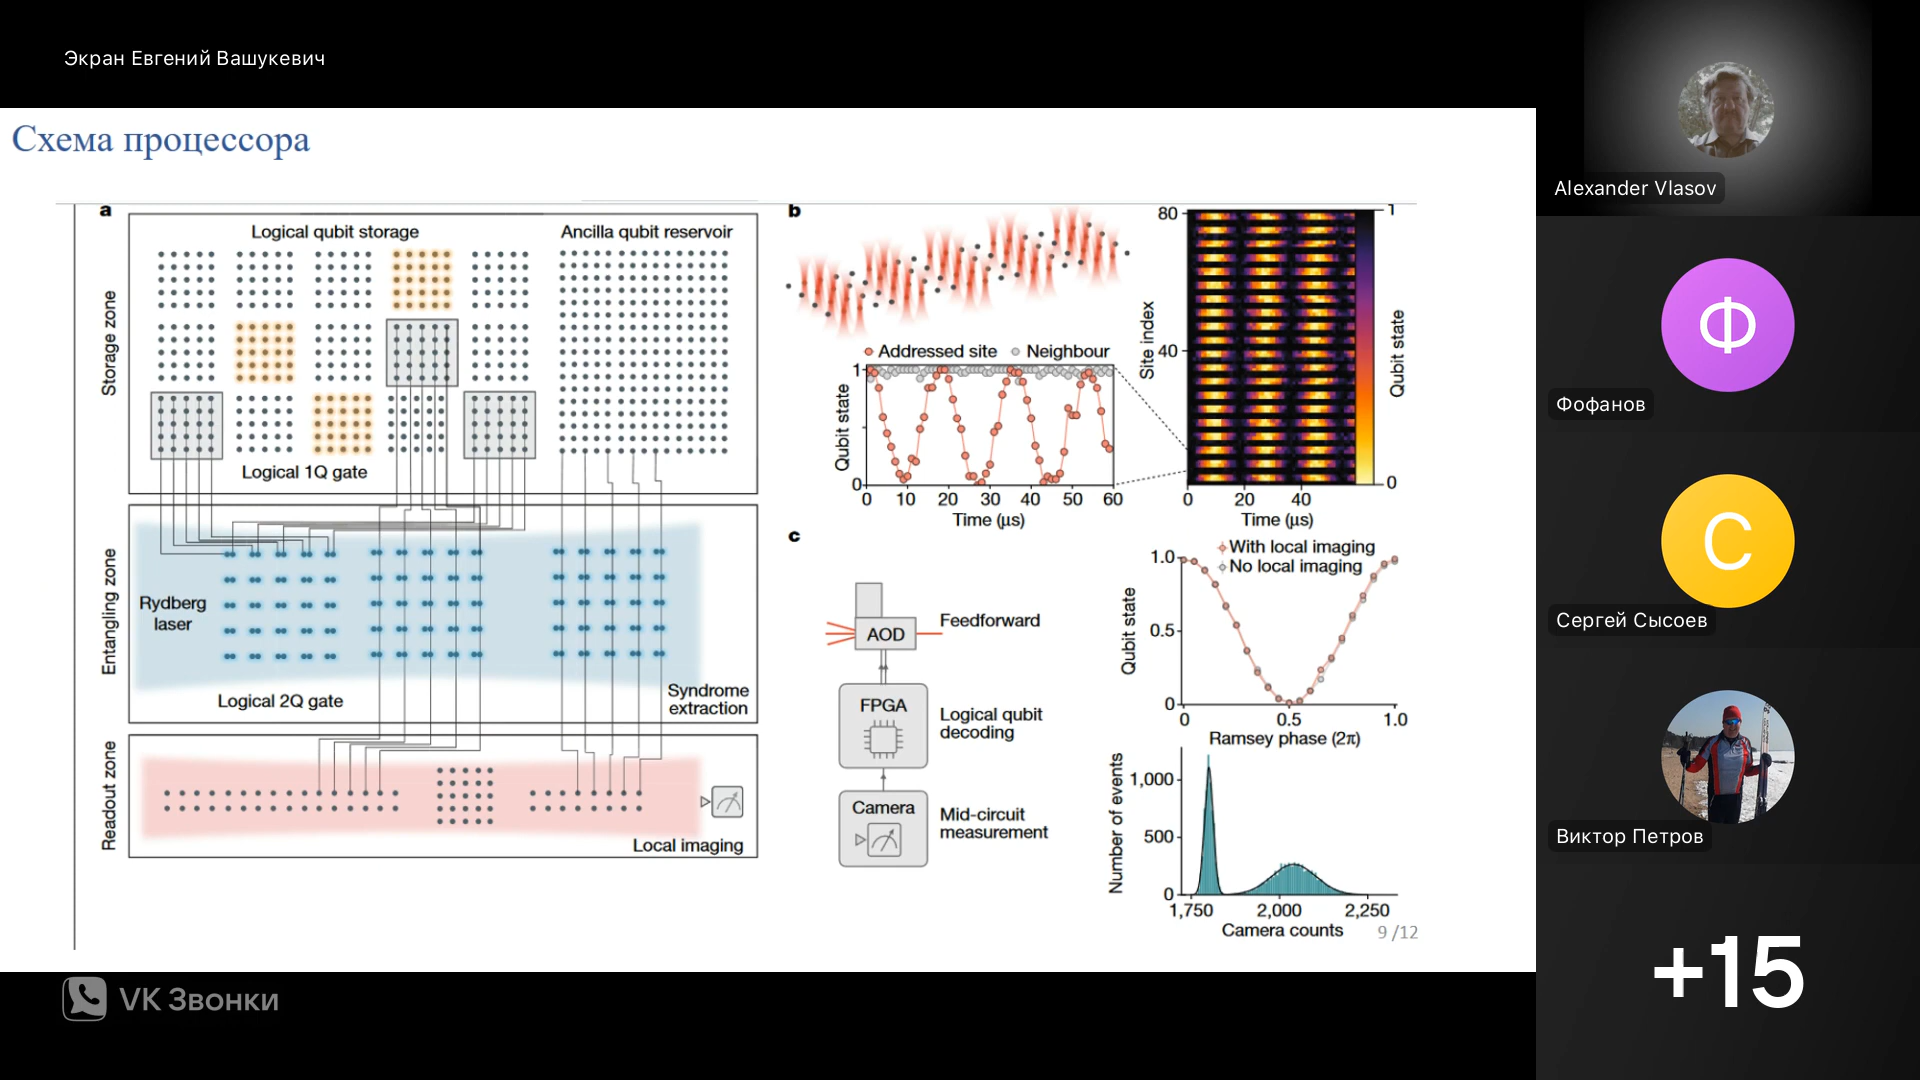 Экран Евгений Вашукевич
Схема процессора
a
Logical qubit storage
Ancilla qubit reservoir
Storage zone
Logical 1Q gate
Entangling zone
Rydberg
laser
Logical 2Q gate
Syndrome
extraction
Readout zone
Local imaging
b
Addressed site
Neighbour
Qubit state
1
0
0 10 20 30 40 50 60
Time (μs)
Site index
80
40
0 20 40
Time (μs)
1
0
Qubit state
c
AOD
Feedforward
FPGA
Logical qubit
decoding
Camera
Mid-circuit
measurement
With local imaging
No local imaging
Qubit state
1.0
0.5
0
0 0.5 1.0
Ramsey phase (2π)
Number of events
1,000
500
0
1,750 2,000 2,250
Camera counts
9 /12
VK Звонки
Alexander Vlasov
Ф
Фофанов
С
Сергей Сысоев
Виктор Петров
+15